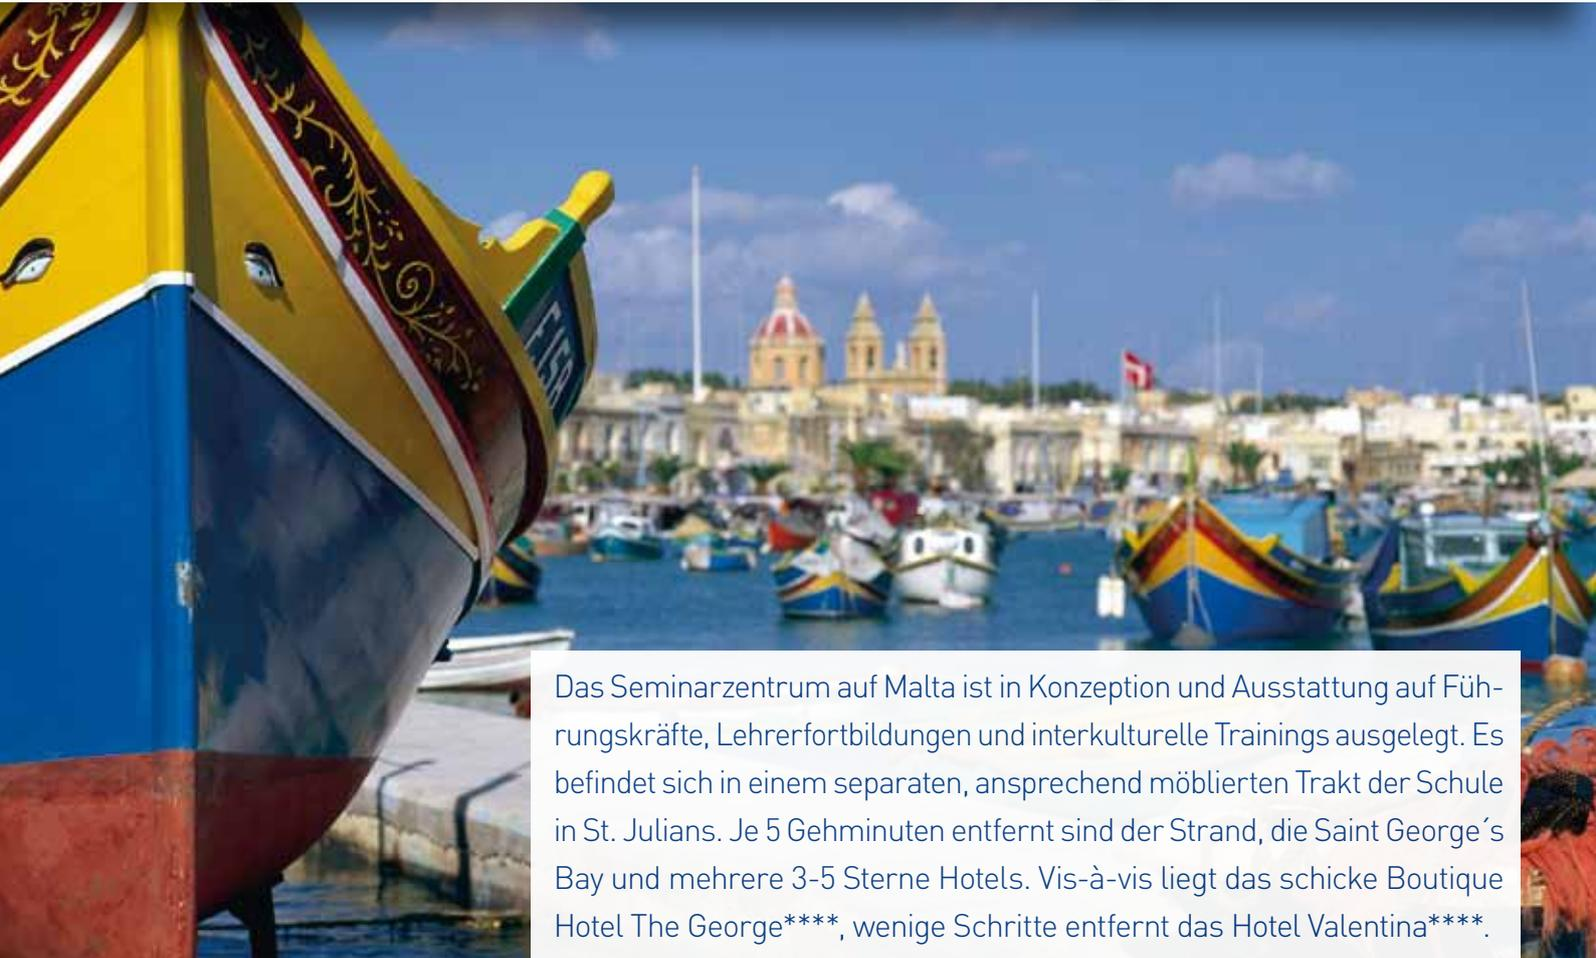 Das Seminarzentrum auf Malta ist in Konzeption und Ausstattung auf Füh-
rungskräfte, Lehrerfortbildungen und interkulturelle Trainings ausgelegt. Es
befindet sich in einem separaten, ansprechend möblierten Trakt der Schule
in St. Julians. Je 5 Gehminuten entfernt sind der Strand, die Saint George´s
Bay und mehrere 3-5 Sterne Hotels. Vis-à-vis liegt das schicke Boutique
Hotel The George****, wenige Schritte entfernt das Hotel Valentina****.